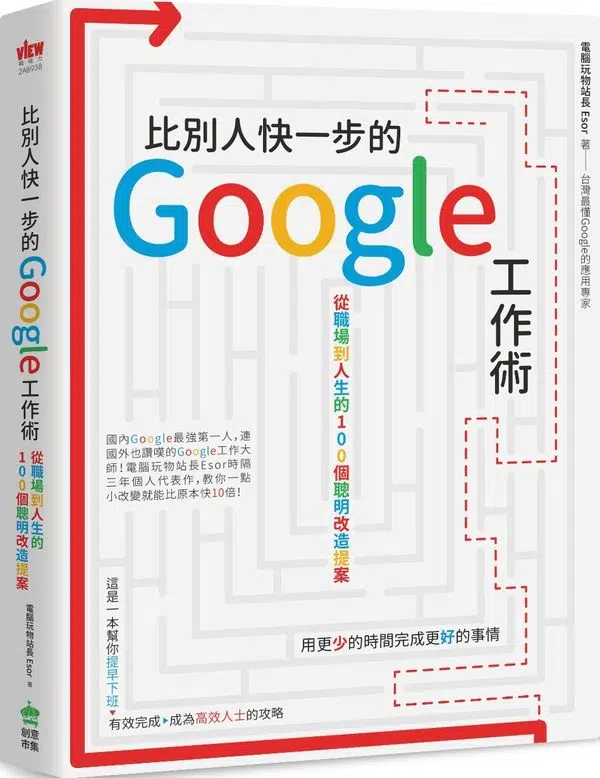 VIEW
職場力
2AB938
比別人快一步的
Google
工作術
從職場到人生的
100個聰明改造提案
電腦玩物站長 Esor 著
創意
市集
比別人快一步的
Google
工作術
從職場到人生的100個聰明改造提案
電腦玩物站長 Esor 著——台灣最懂Google的應用專家
國內Google最強第一人,連
國外也讚嘆的Google工作大
師!電腦玩物站長Esor時隔
三年個人代表作,教你一點
小改變就能比原本快10倍!
用更少的時間完成更好的事情
這是一本幫你提早下班
有效完成
成為高效人士的攻略